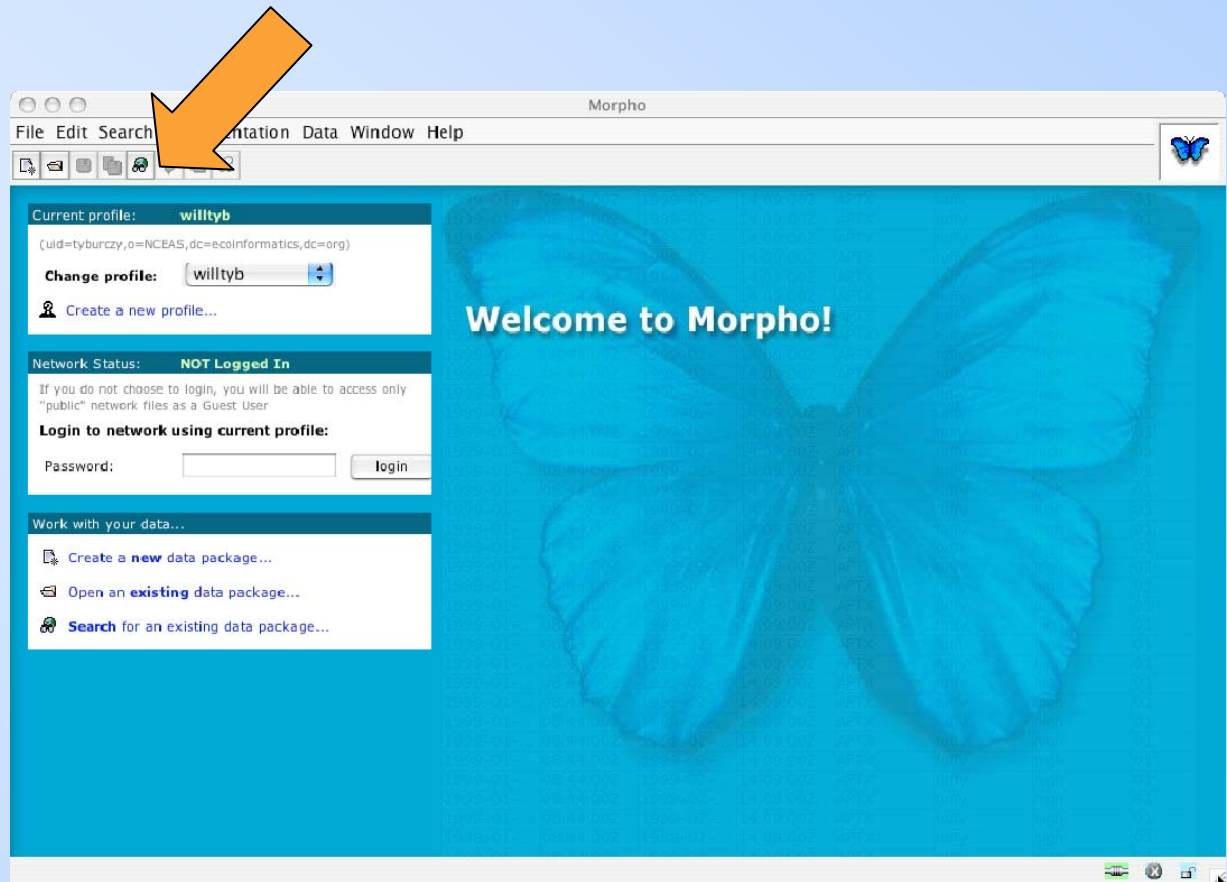 Morpho
File Edit Search ntation Data Window Help
Current profile: willtyb
(uid=tyburczy,o=NCEAS,dc=ecoinformatics,dc=org)
Change profile: willtyb
Create a new profile...
Welcome to Morpho!
Network Status: NOT Logged In
If you do not choose to login, you will be able to access only
"public" network files as a Guest User
Login to network using current profile:
Password: login
Work with your data...
Create a new data package...
Open an existing data package...
Search for an existing data package...